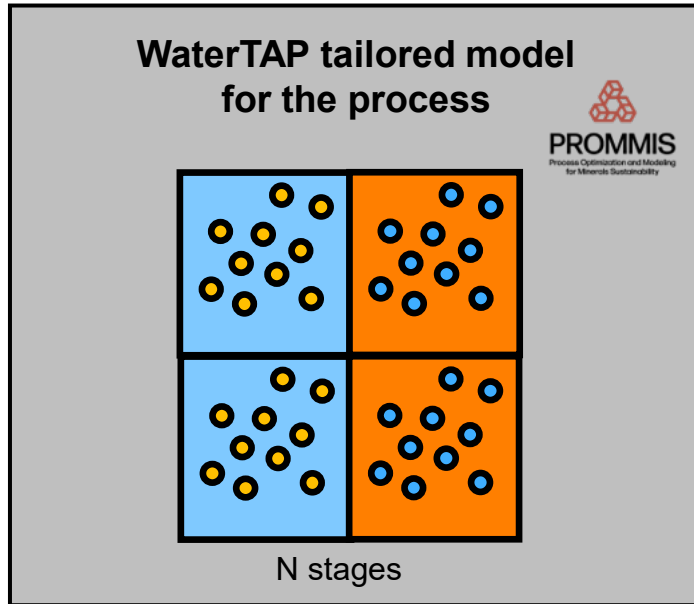 WaterTAP tailored model
for the process
PROMMIS
Process Optimization and Modeling
for Minerals Sustainability
N stages